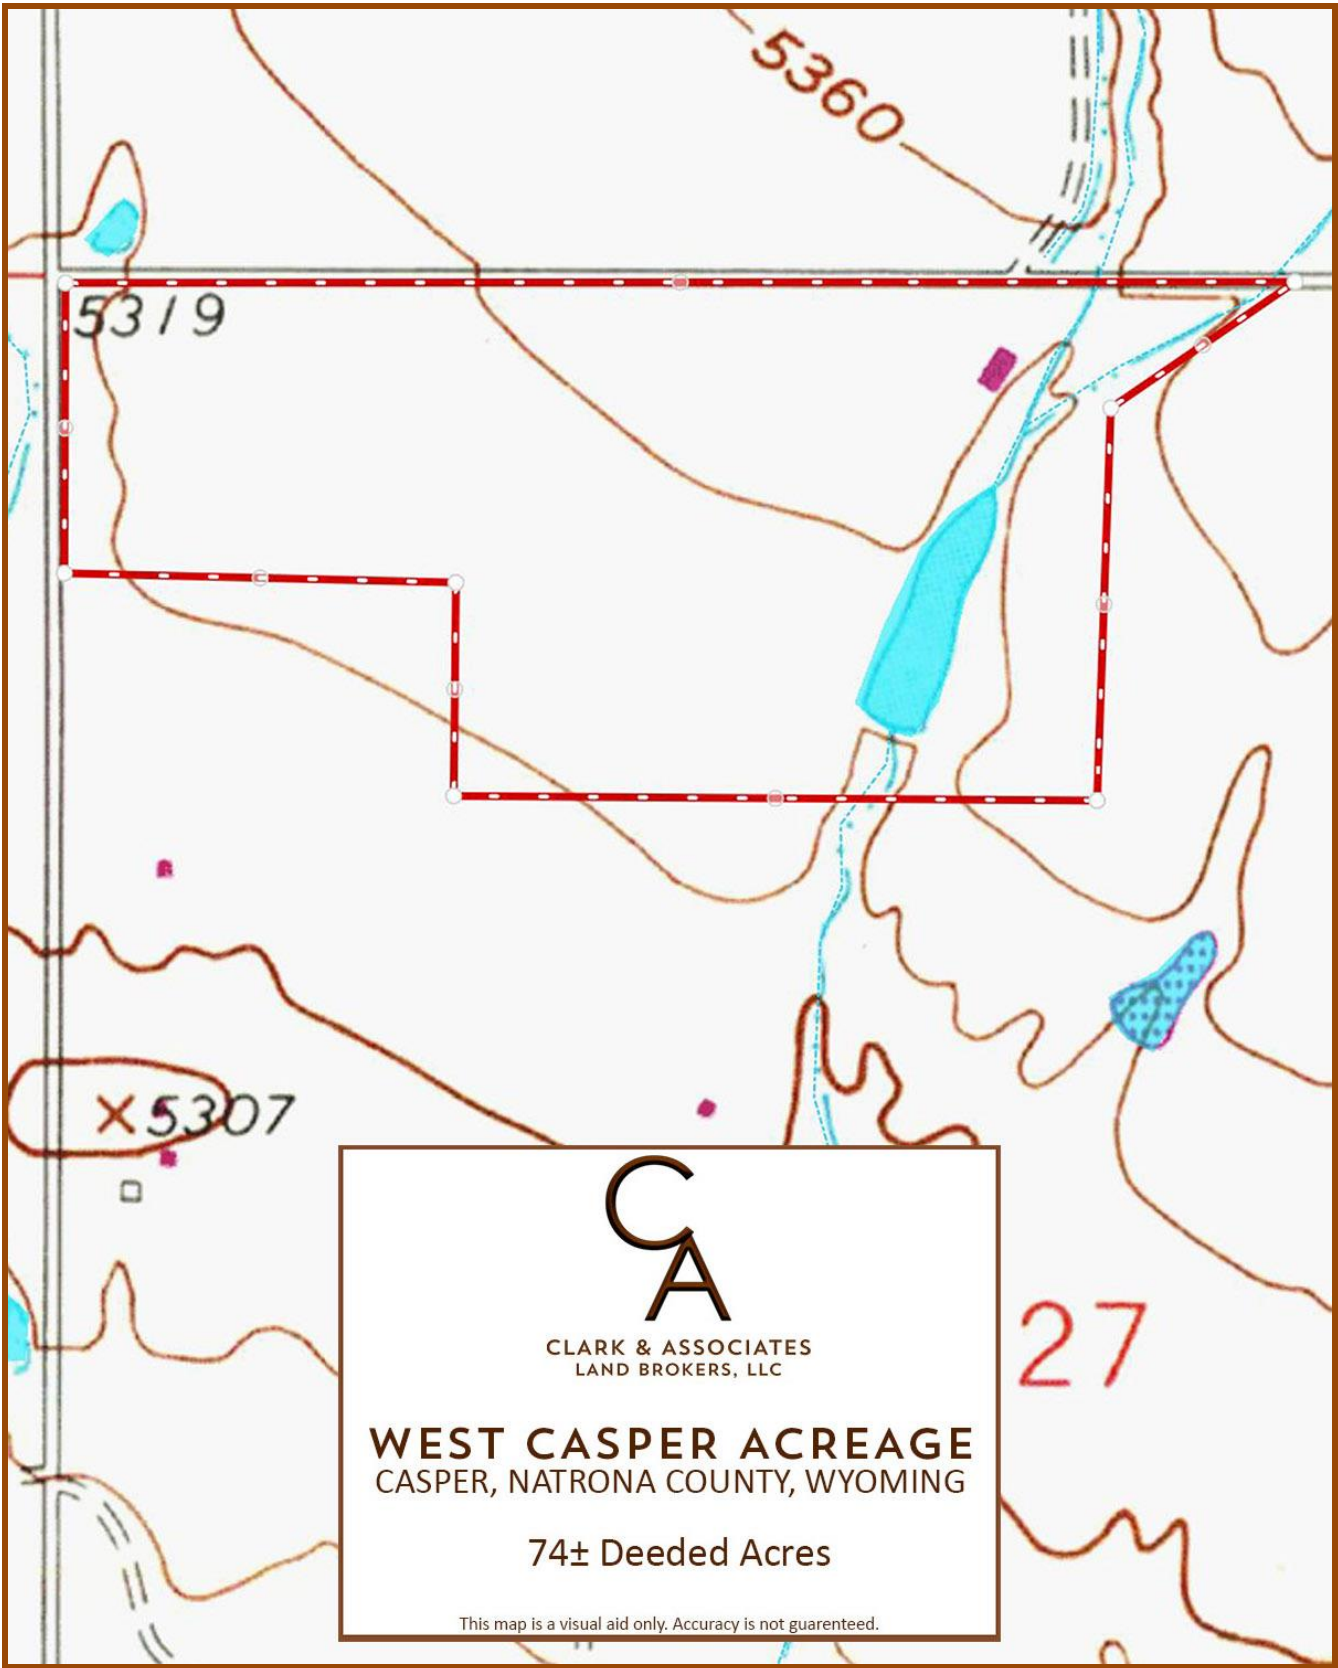 5360
5319
5307
CA
CLARK & ASSOCIATES
LAND BROKERS, LLC
27
WEST CASPER ACREAGE
CASPER, NATRONA COUNTY, WYOMING
74± Deeded Acres
This map is a visual aid only. Accuracy is not guarenteed.